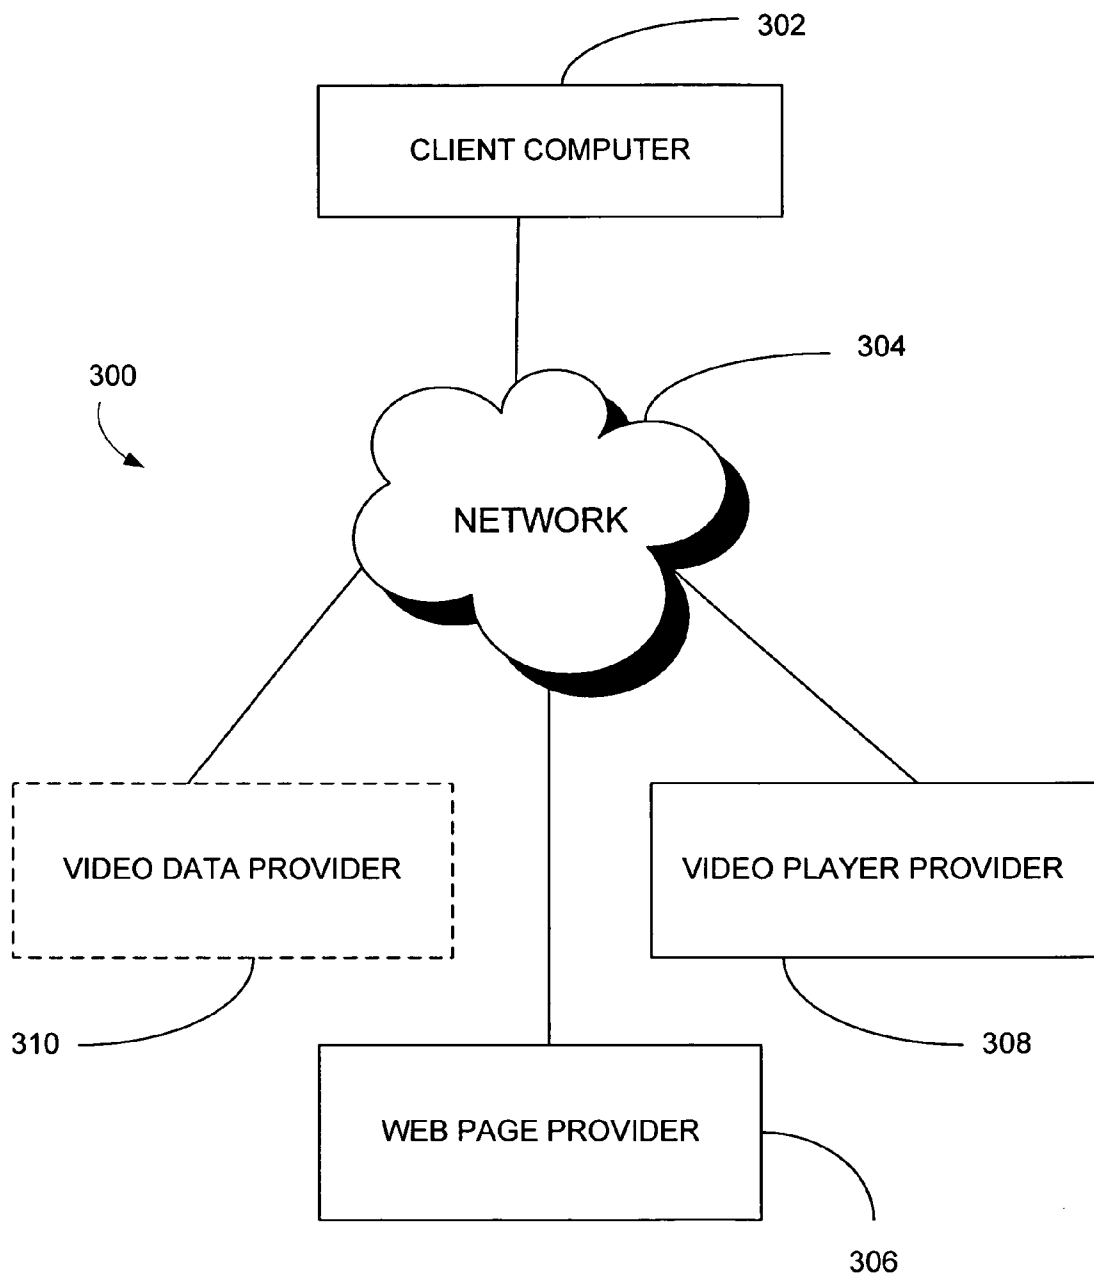 302
CLIENT COMPUTER
304
300
NETWORK
VIDEO DATA PROVIDER
VIDEO PLAYER PROVIDER
310
308
WEB PAGE PROVIDER
306